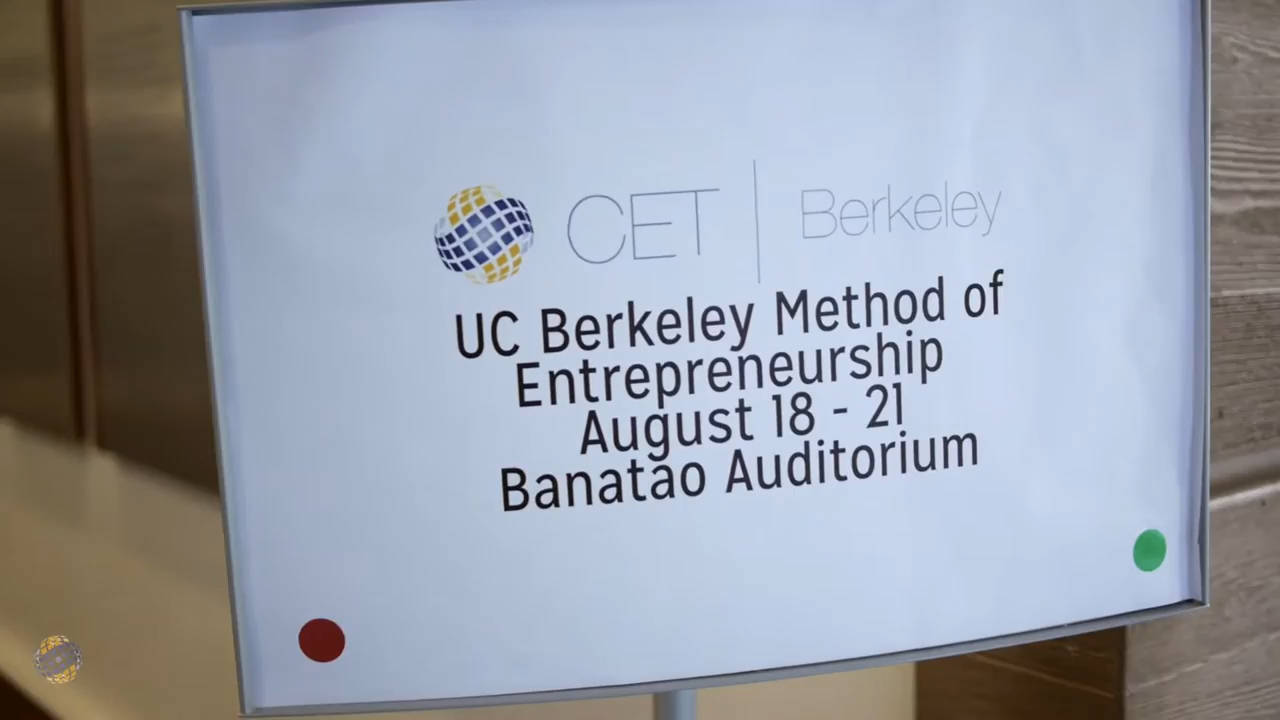 CET | Berkeley
UC Berkeley Method of
Entrepreneurship
August 18 - 21
Banatao Auditorium